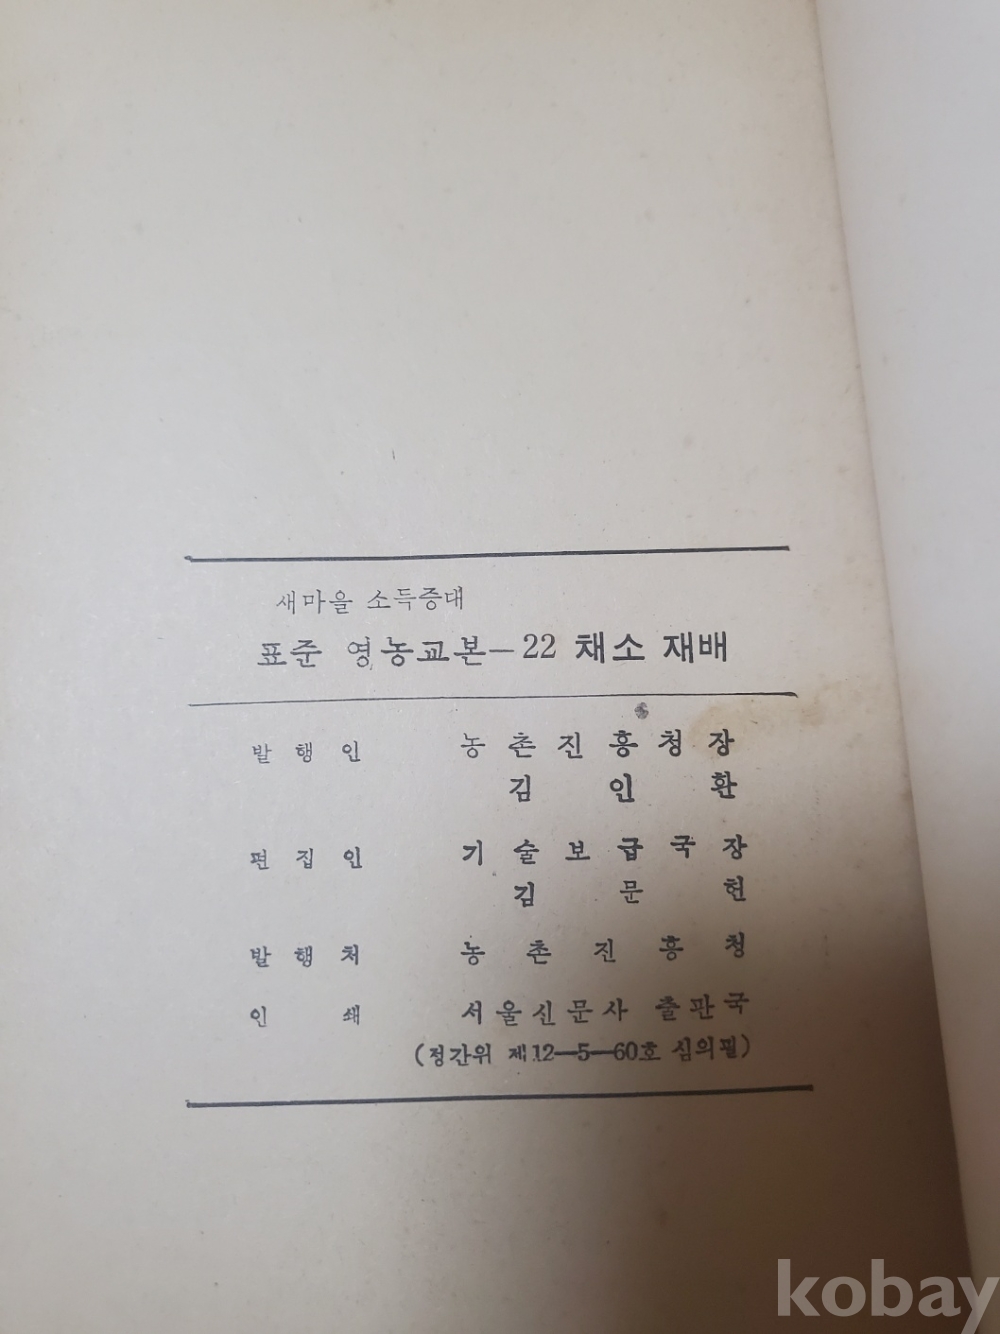 새마을 소득증대
표준 영농교본—22 채소 재배
발행인 농촌진흥청장
김인환
편집인 기술보급국장
김문헌
발행처 농촌진흥청
인쇄 서울신문사 출판국
(정간위 제12—5—60호 심의필)
kobay